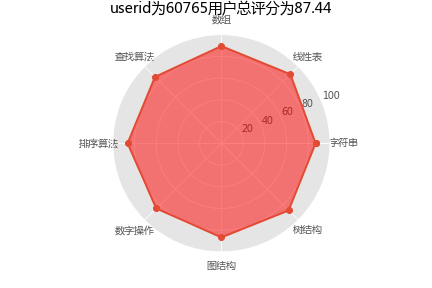 userid为60765用户总评分为87.44
数组
查找算法
线性表
100
80
60
40
20
排序算法
字符串
数字操作
树结构
图结构